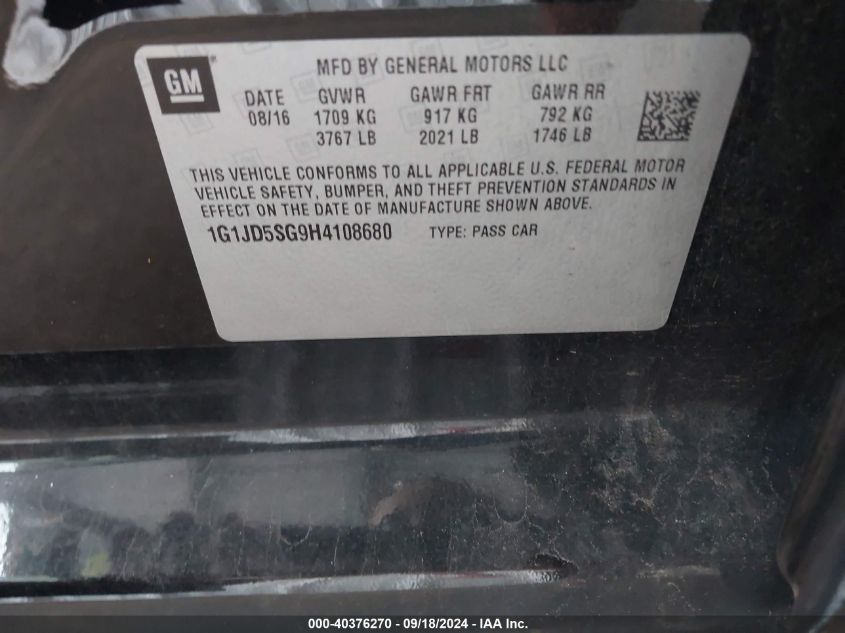 GM
MFD BY GENERAL MOTORS LLC
DATE GVWR GAWR FRT GAWR RR
08/16 1709 KG 917 KG 792 KG
3767 LB 2021 LB 1746 LB
THIS VEHICLE CONFORMS TO ALL APPLICABLE U.S. FEDERAL MOTOR
VEHICLE SAFETY, BUMPER, AND THEFT PREVENTION STANDARDS IN
EFFECT ON THE DATE OF MANUFACTURE SHOWN ABOVE.
1G1JD5SG9H4108680 TYPE: PASS CAR
000-40376270 - 09/18/2024 - IAA Inc.